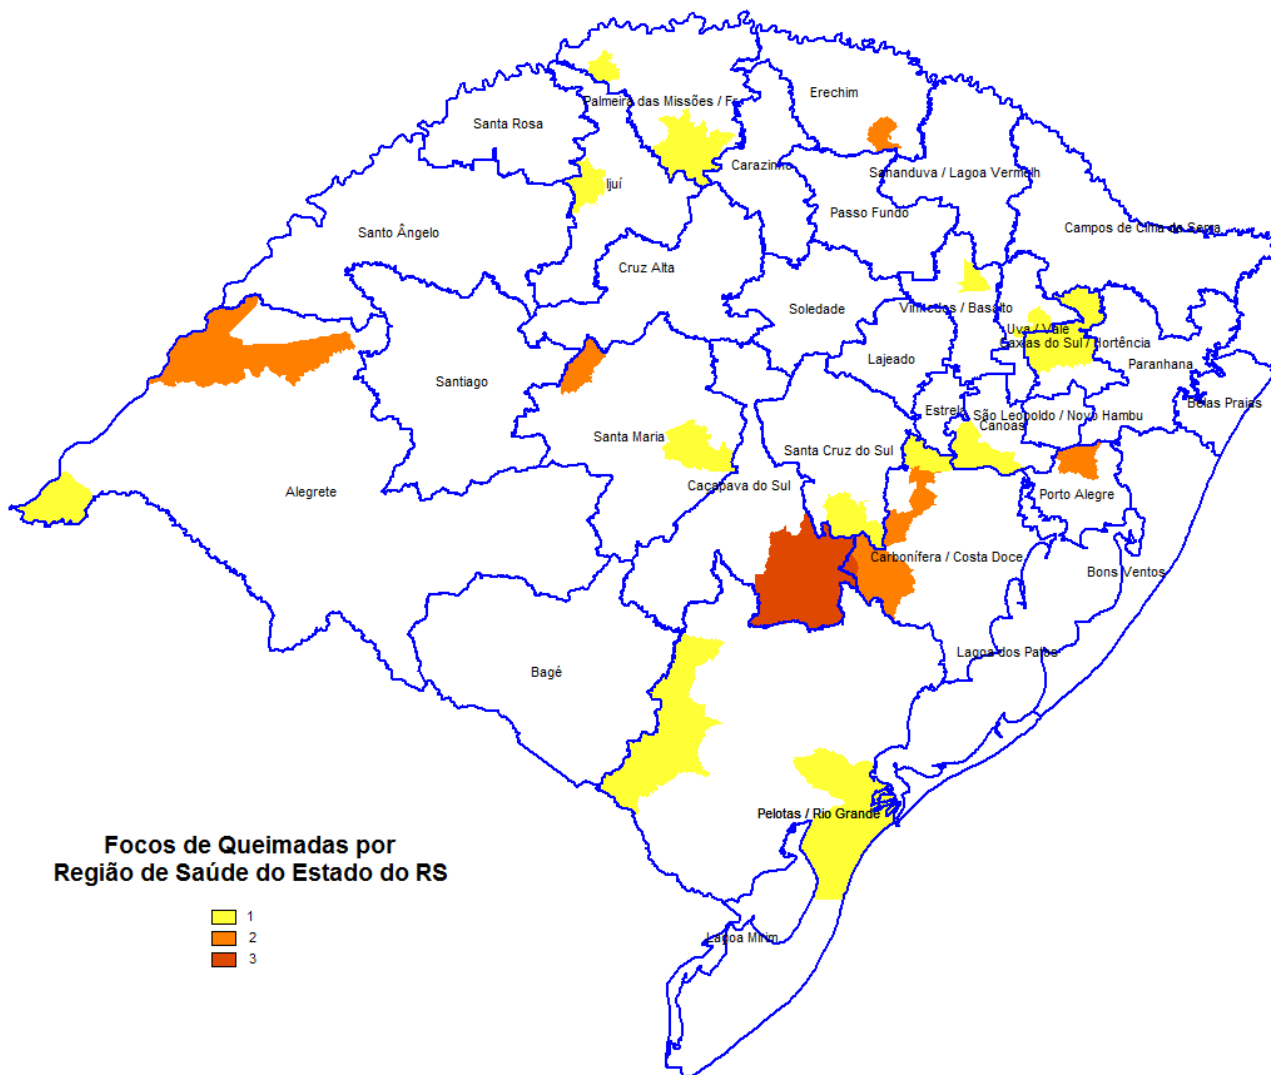 Erechim
Palmeira das Missões / Fr
Santa Rosa
Carazinho
Sananduva / Lagoa Vermelh
Ijuí
Passo Fundo
Campos de Cima da Serra
Santo Ângelo
Cruz Alta
Soledade
Vinhedos / Basalto
Uva / Vale
Caxias do Sul / Hortência
Lajeado
Paranhana
Santiago
Belas Praias
Estrela
São Leopoldo / Novo Hambu
Canoas
Santa Maria
Santa Cruz do Sul
Caçapava do Sul
Alegrete
Porto Alegre
Carbonífera / Costa Doce
Bons Ventos
Lagoa dos Patos
Bagé
Pelotas / Rio Grande
Focos de Queimadas por
Região de Saúde do Estado do RS
1
2
3
Lagoa Mirim